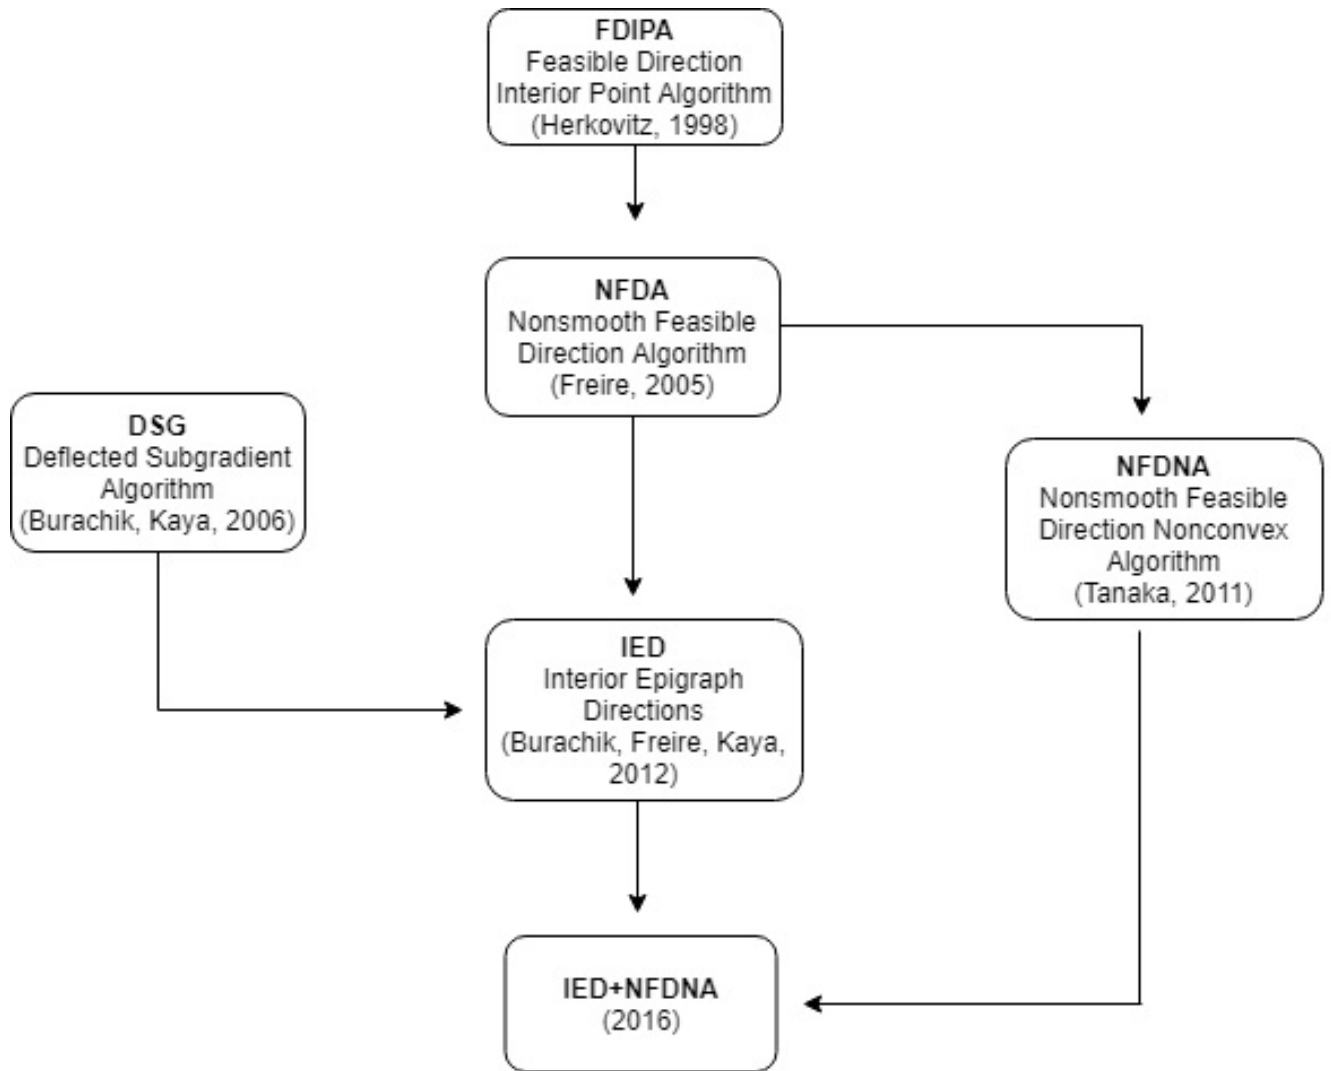 FDIPA
Feasible Direction
Interior Point Algorithm
(Herkovitz, 1998)
NFDA
Nonsmooth Feasible
Direction Algorithm
(Freire, 2005)
DSG
Deflected Subgradient
Algorithm
(Burachik, Kaya, 2006)
NFDNA
Nonsmooth Feasible
Direction Nonconvex
Algorithm
(Tanaka, 2011)
IED
Interior Epigraph
Directions
(Burachik, Freire, Kaya,
2012)
IED+NFDNA
(2016)